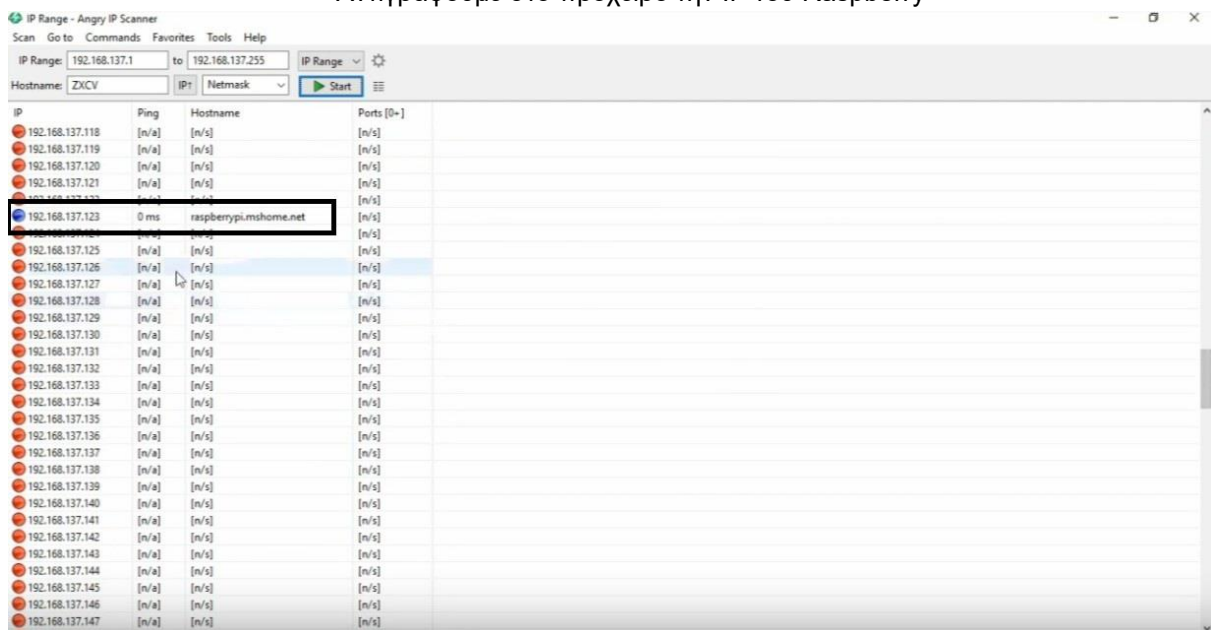 Αντιγράφουμε στο πρόχειρο την IP του Raspberry
IP Range - Angry IP Scanner
Scan Go to Commands Favorites Tools Help
IP Range: 192.168.137.1 to 192.168.137.255 IP Range
Hostname: ZXCV IP↑ Netmask Start
IP Ping Hostname Ports [0+]
192.168.137.118 [n/a] [n/s] [n/s]
192.168.137.119 [n/a] [n/s] [n/s]
192.168.137.120 [n/a] [n/s] [n/s]
192.168.137.121 [n/a] [n/s] [n/s]
[n/s]
192.168.137.123 0 ms raspberrypi.mshome.net [n/s]
[n/s]
192.168.137.125 [n/a] [n/s] [n/s]
192.168.137.126 [n/a] [n/s] [n/s]
192.168.137.127 [n/a] [n/s] [n/s]
192.168.137.128 [n/a] [n/s] [n/s]
192.168.137.129 [n/a] [n/s] [n/s]
192.168.137.130 [n/a] [n/s] [n/s]
192.168.137.131 [n/a] [n/s] [n/s]
192.168.137.132 [n/a] [n/s] [n/s]
192.168.137.133 [n/a] [n/s] [n/s]
192.168.137.134 [n/a] [n/s] [n/s]
192.168.137.135 [n/a] [n/s] [n/s]
192.168.137.136 [n/a] [n/s] [n/s]
192.168.137.137 [n/a] [n/s] [n/s]
192.168.137.138 [n/a] [n/s] [n/s]
192.168.137.139 [n/a] [n/s] [n/s]
192.168.137.140 [n/a] [n/s] [n/s]
192.168.137.141 [n/a] [n/s] [n/s]
192.168.137.142 [n/a] [n/s] [n/s]
192.168.137.143 [n/a] [n/s] [n/s]
192.168.137.144 [n/a] [n/s] [n/s]
192.168.137.145 [n/a] [n/s] [n/s]
192.168.137.146 [n/a] [n/s] [n/s]
192.168.137.147 [n/a] [n/s] [n/s]